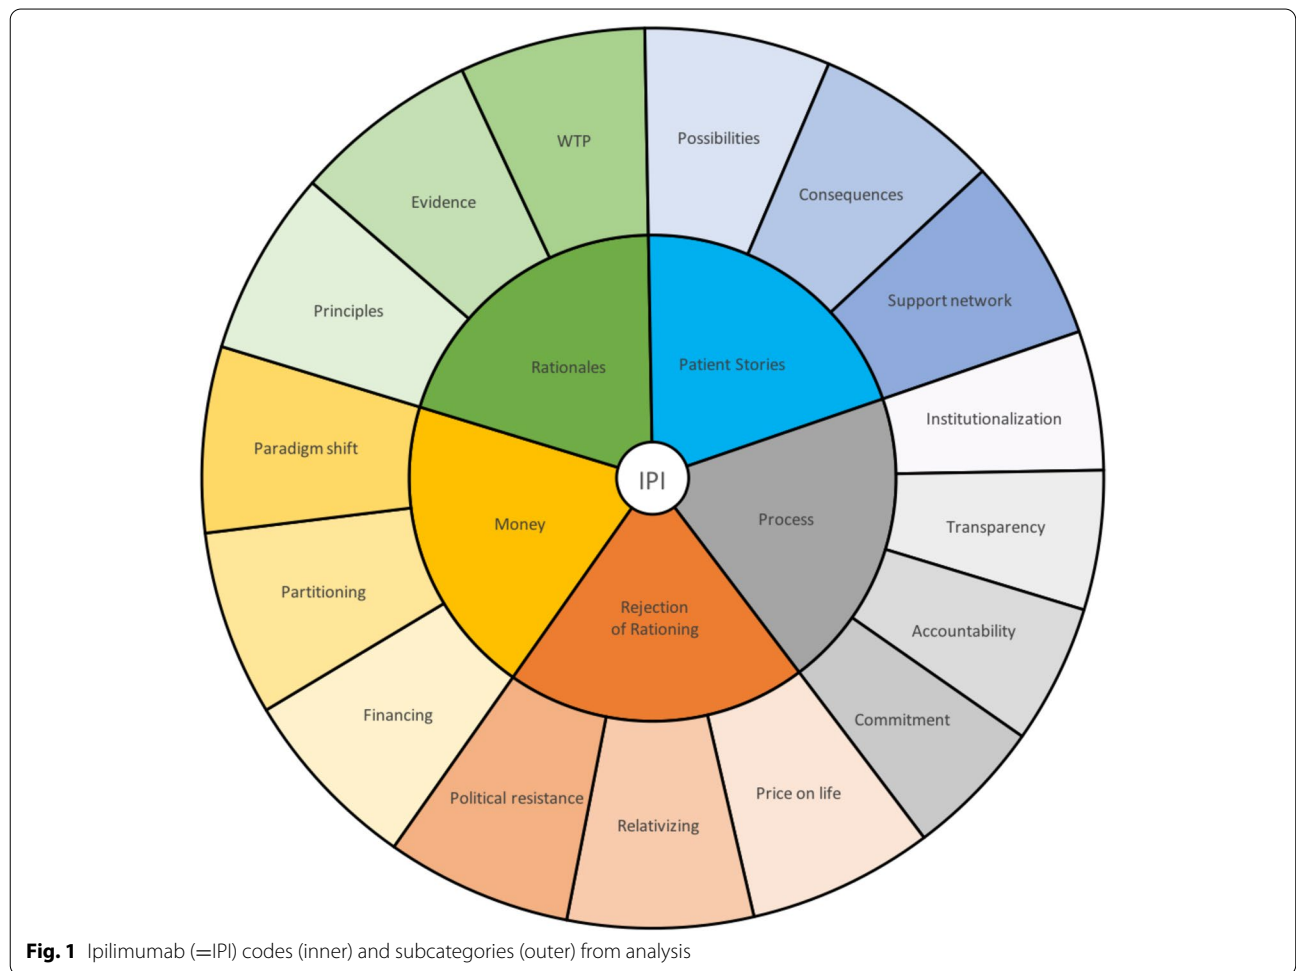 WTP
Possibilities
Evidence
Consequences
Principles
Support network
Rationales
Patient Stories
Paradigm shift
Institutionalization
IPI
Money
Process
Transparency
Partitioning
Rejection
of Rationing
Accountability
Financing
Commitment
Political resistance
Relativizing
Price on life
Fig. 1 Ipilimumab (=IPI) codes (inner) and subcategories (outer) from analysis